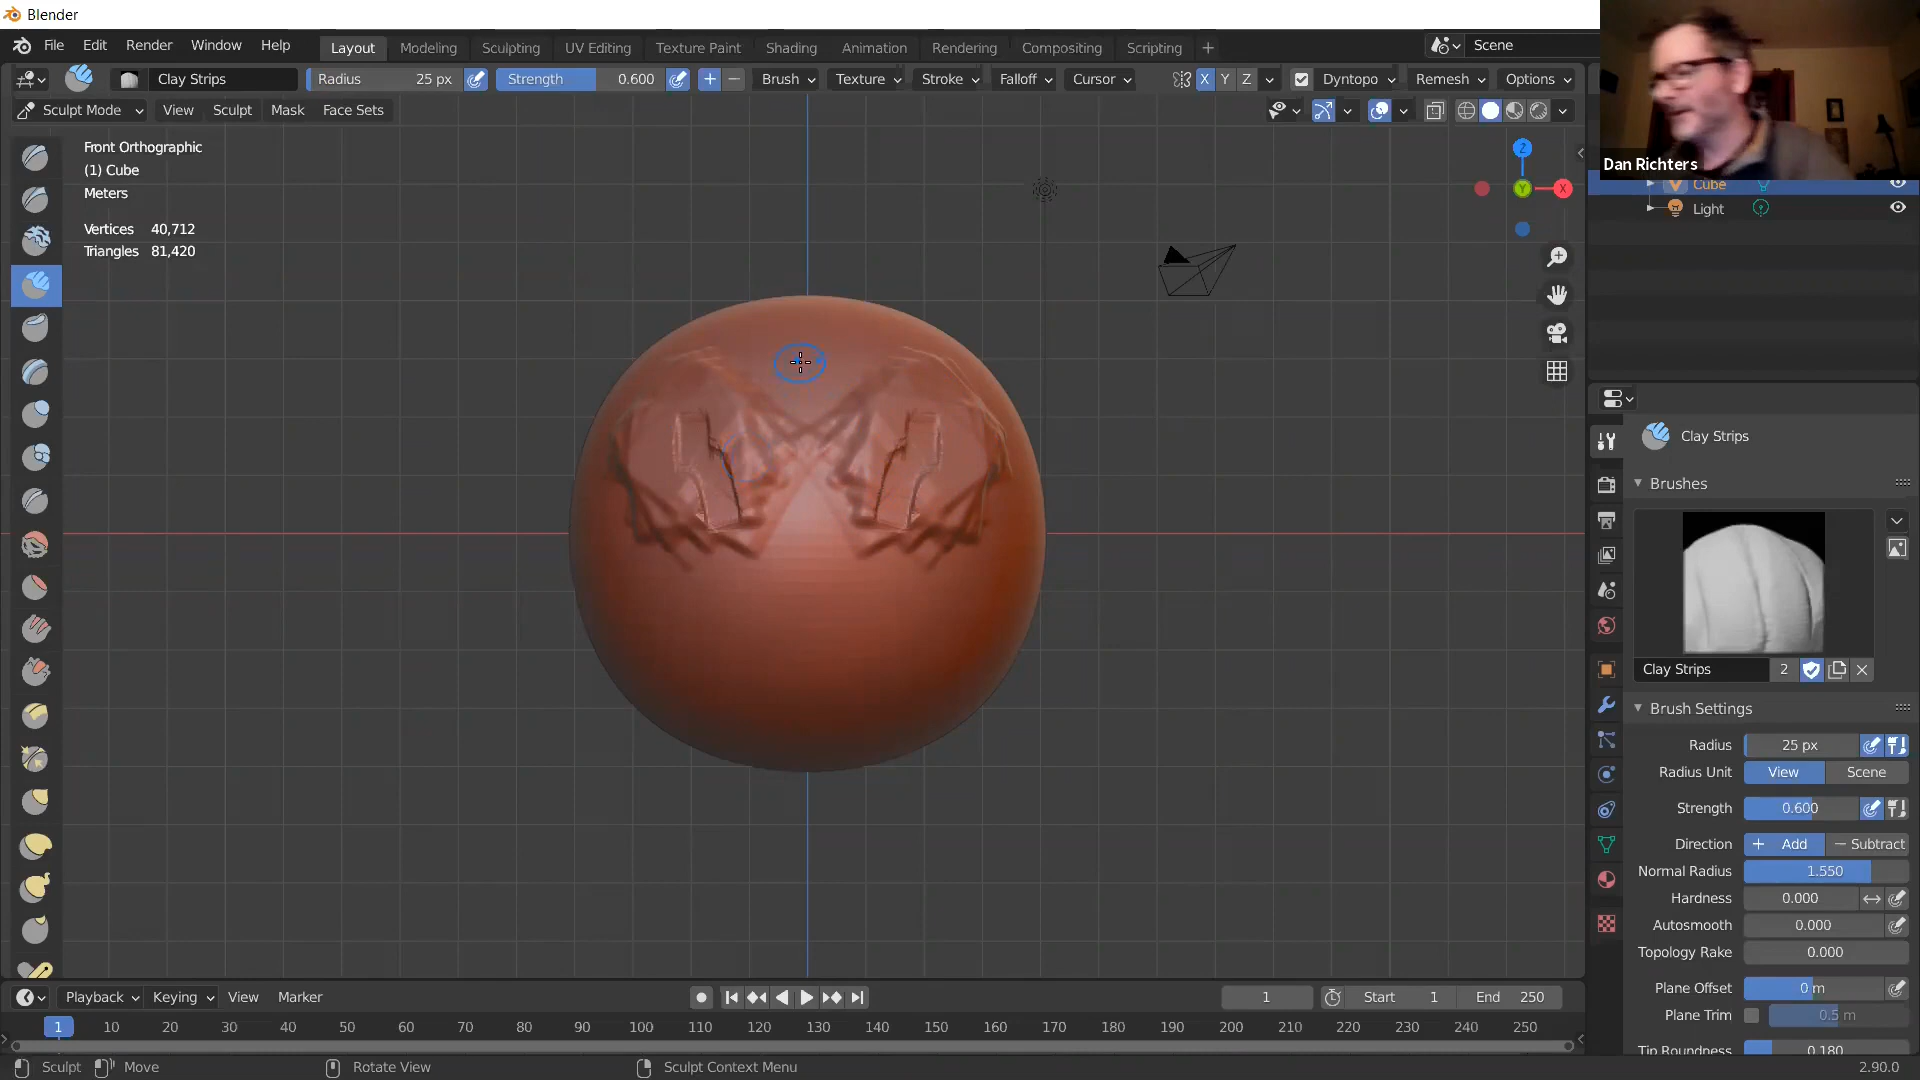 Blender
File Edit Render Window Help Layout Modeling Sculpting UV Editing Texture Paint Shading Animation Rendering Compositing Scripting + Scene
Clay Strips Radius 25 px Strength 0.600 Brush Texture Stroke Falloff Cursor X Y Z Dyntopo Remesh Options
Sculpt Mode View Sculpt Mask Face Sets
Dan Richters
Front Orthographic
(1) Cube
Meters
Vertices 40,712
Triangles 81,420
Z
Y X
Cube
Light
Clay Strips
Brushes
Clay Strips 2
Brush Settings
Radius 25 px
Radius Unit View Scene
Strength 0.600
Direction + Add − Subtract
Normal Radius 1.550
Hardness 0.000
Autosmooth 0.000
Topology Rake 0.000
Plane Offset 0 m
Plane Trim 0.5 m
Tip Roundness 0.180
Playback Keying View Marker 1 Start 1 End 250
1 10 20 30 40 50 60 70 80 90 100 110 120 130 140 150 160 170 180 190 200 210 220 230 240 250
Sculpt Move Rotate View Sculpt Context Menu 2.90.0